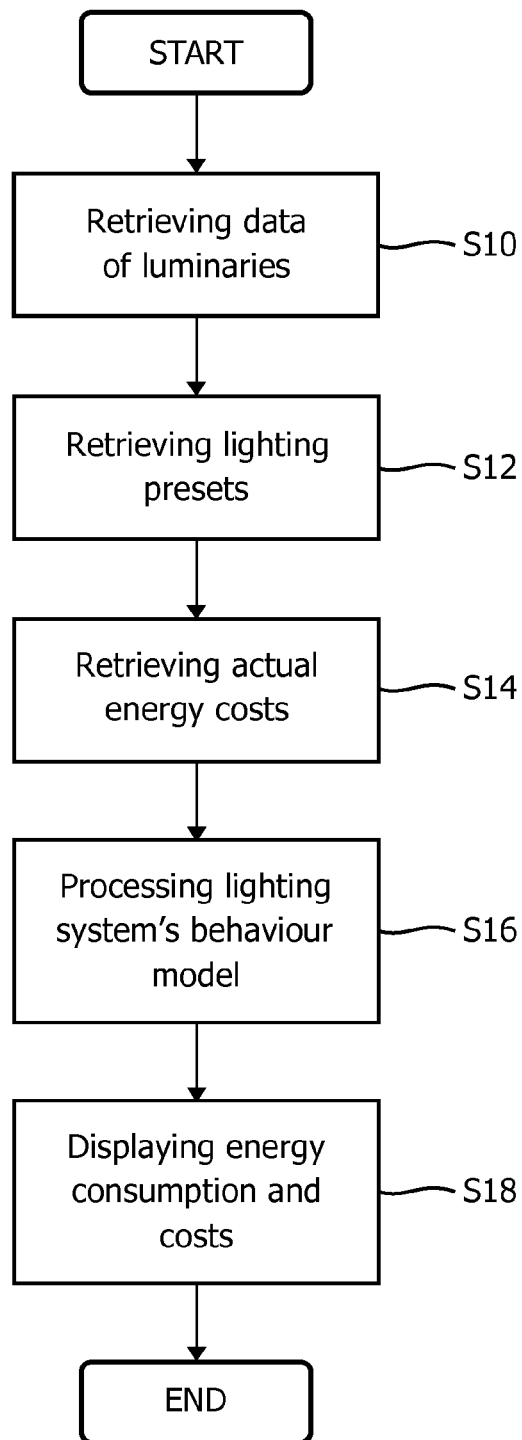 START
Retrieving data
of luminaries
S10
Retrieving lighting
presets
S12
Retrieving actual
energy costs
S14
Processing lighting
system's behaviour
model
S16
Displaying energy
consumption and
costs
S18
END